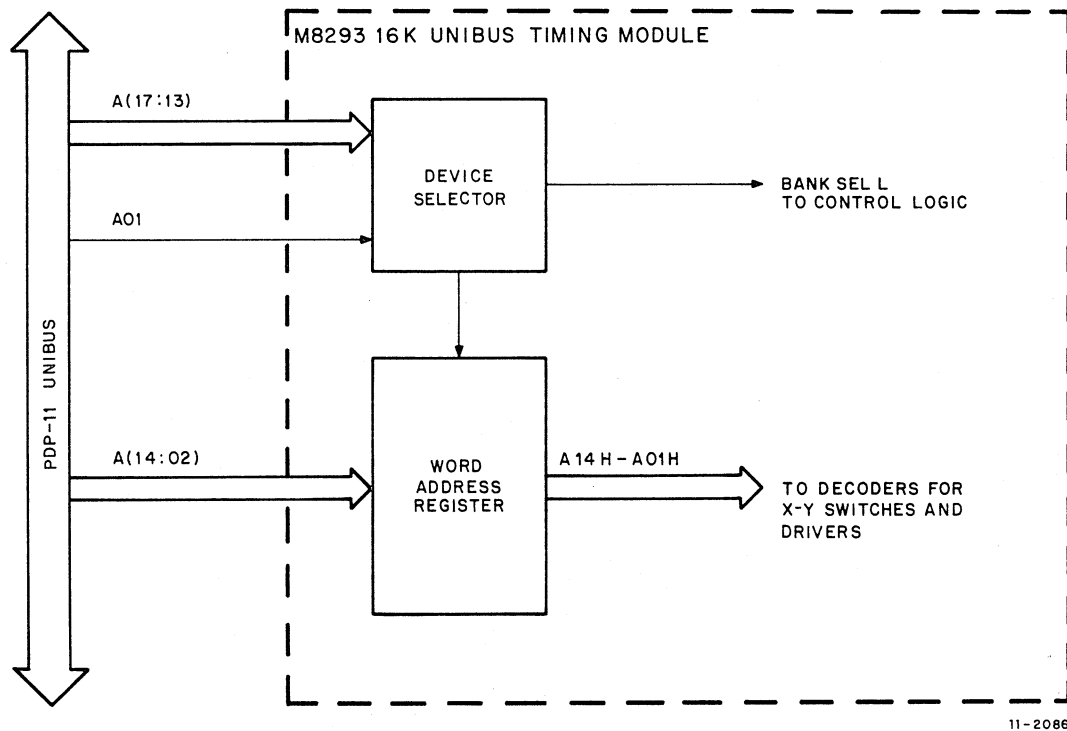 M8293 16K UNIBUS TIMING MODULE
A(17:13)
DEVICE
SELECTOR
BANK SEL L
TO CONTROL LOGIC
A01
PDP-11 UNIBUS
A(14:02)
WORD
ADDRESS
REGISTER
A14H-A01H
TO DECODERS FOR
X-Y SWITCHES AND
DRIVERS
11-2086